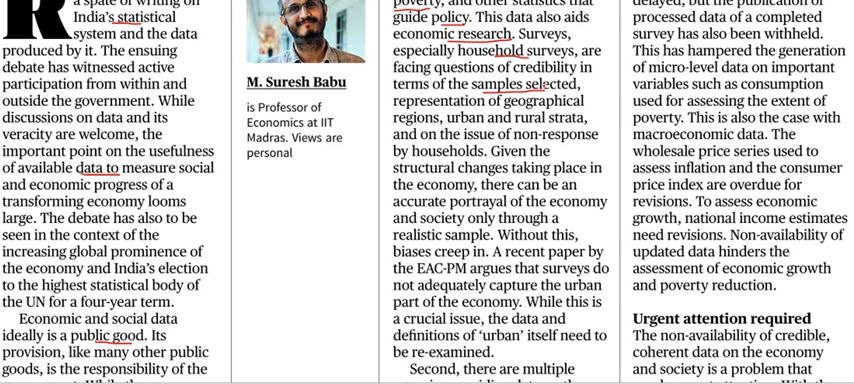 a spate of writing on
India's statistical
system and the data
produced by it. The ensuing
debate has witnessed active
participation from within and
outside the government. While
discussions on data and its
veracity are welcome, the
important point on the usefulness
of available data to measure social
and economic progress of a
transforming economy looms
large. The debate has also to be
seen in the context of the
increasing global prominence of
the economy and India's election
to the highest statistical body of
the UN for a four-year term.
Economic and social data
ideally is a public good. Its
provision, like many other public
goods, is the responsibility of the
M. Suresh Babu
is Professor of
Economics at IIT
Madras. Views are
personal
poverty, and other statistics that
guide policy. This data also aids
economic research. Surveys,
especially household surveys, are
facing questions of credibility in
terms of the samples selected,
representation of geographical
regions, urban and rural strata,
and on the issue of non-response
by households. Given the
structural changes taking place in
the economy, there can be an
accurate portrayal of the economy
and society only through a
realistic sample. Without this,
biases creep in. A recent paper by
the EAC-PM argues that surveys do
not adequately capture the urban
part of the economy. While this is
a crucial issue, the data and
definitions of 'urban' itself need to
be re-examined.
Second, there are multiple
delayed, but the publication of
processed data of a completed
survey has also been withheld.
This has hampered the generation
of micro-level data on important
variables such as consumption
used for assessing the extent of
poverty. This is also the case with
macroeconomic data. The
wholesale price series used to
assess inflation and the consumer
price index are overdue for
revisions. To assess economic
growth, national income estimates
need revisions. Non-availability of
updated data hinders the
assessment of economic growth
and poverty reduction.
Urgent attention required
The non-availability of credible,
coherent data on the economy
and society is a problem that